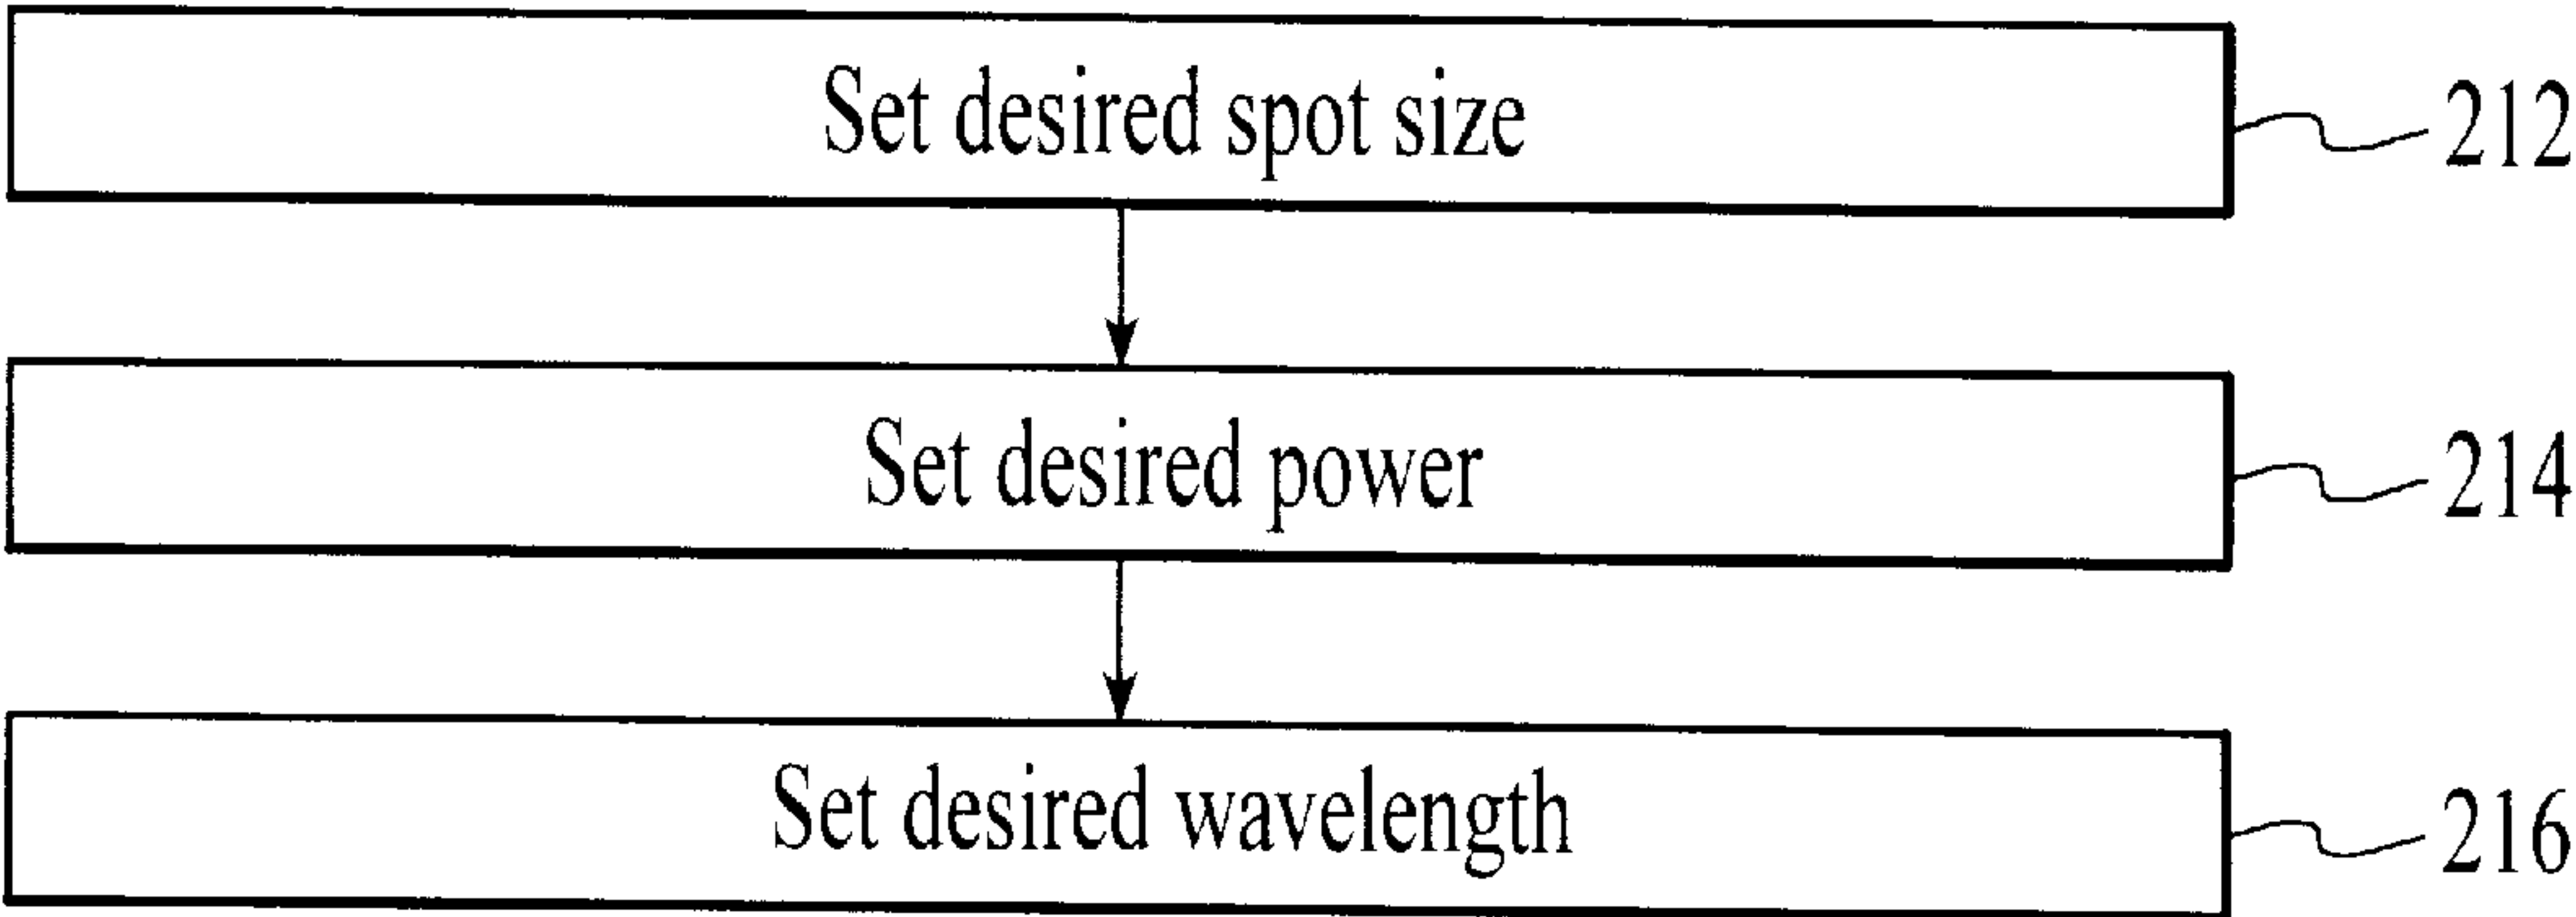 Set desired spot size
212
Set desired power
214
Set desired wavelength
216